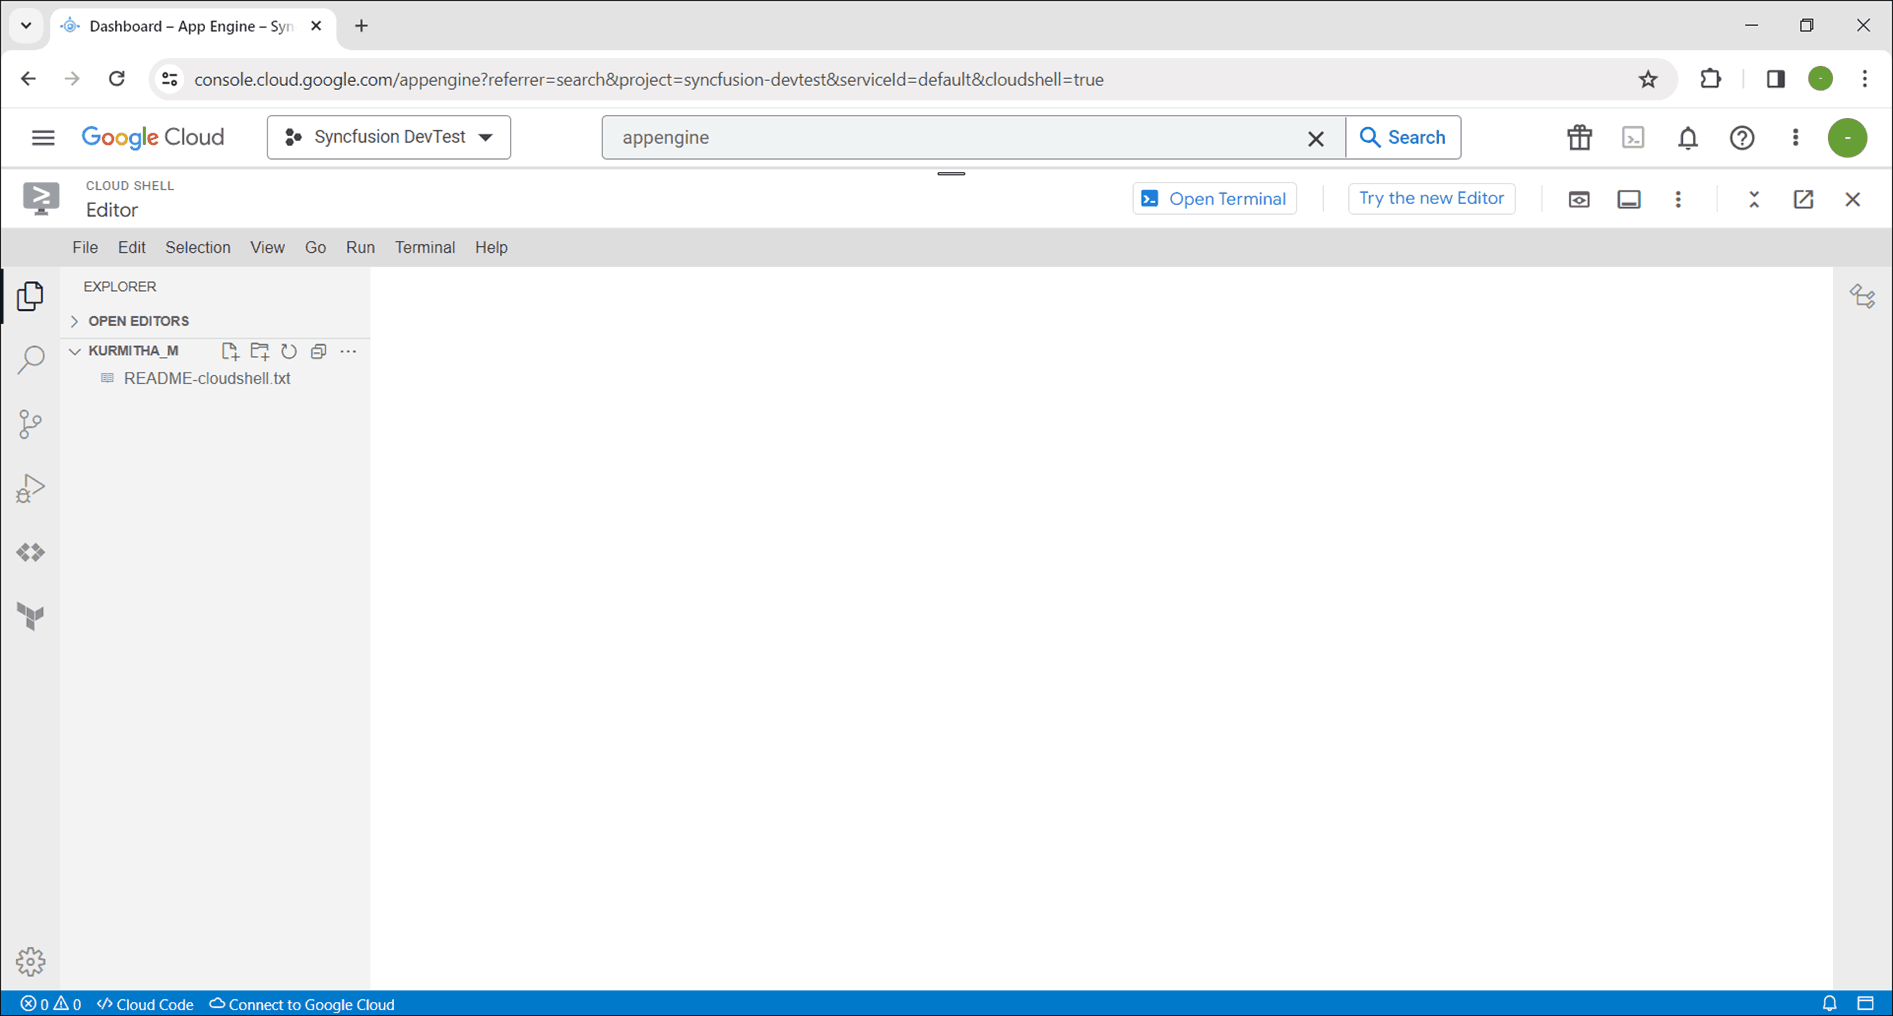 Dashboard – App Engine – Syn
console.cloud.google.com/appengine?referrer=search&project=syncfusion-devtest&serviceId=default&cloudshell=true
Google Cloud
Syncfusion DevTest
appengine
Search
CLOUD SHELL
Editor
Open Terminal
Try the new Editor
File Edit Selection View Go Run Terminal Help
EXPLORER
OPEN EDITORS
KURMITHA_M
README-cloudshell.txt
0 0 Cloud Code Connect to Google Cloud